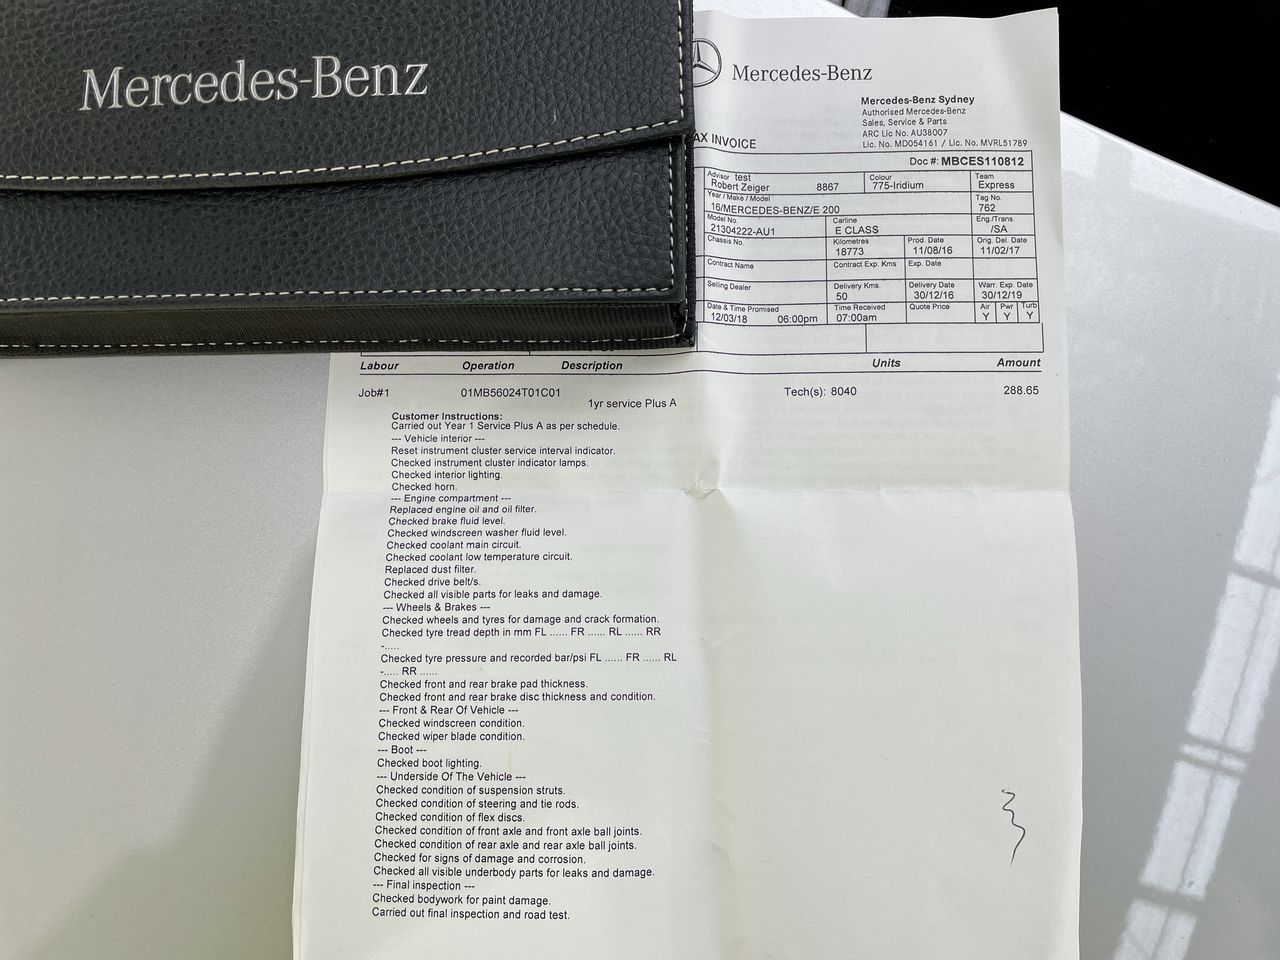 Mercedes-Benz
Mercedes-Benz
Mercedes-Benz Sydney
Authorised Mercedes-Benz
Sales, Service & Parts
ARC Lic No. AU38007
Lic. No. MD054161 / Lic. No. MVRL51789
AX INVOICE
Doc #: MBCES110812
Advisor test Colour Team
Robert Zeiger 8867 775-Iridium Express
Year / Make / Model Tag No.
16/MERCEDES-BENZ/E 200 762
Model No. Carline Eng./Trans.
21304222-AU1 E CLASS /SA
Chassis No. Kilometres Prod. Date Orig. Del. Date
18773 11/08/16 11/02/17
Contract Name Contract Exp. Kms Exp. Date
Selling Dealer Delivery Kms. Delivery Date Warr. Exp. Date
50 30/12/16 30/12/19
Date & Time Promised Time Received Quote Price Air Pwr Turb
12/03/18 06:00pm 07:00am Y Y Y
Labour Operation Description Units Amount
Job#1 01MB56024T01C01 Tech(s): 8040 288.65
1yr service Plus A
Customer Instructions:
Carried out Year 1 Service Plus A as per schedule.
--- Vehicle interior ---
Reset instrument cluster service interval indicator.
Checked instrument cluster indicator lamps.
Checked interior lighting.
Checked horn.
--- Engine compartment ---
Replaced engine oil and oil filter.
Checked brake fluid level.
Checked windscreen washer fluid level.
Checked coolant main circuit.
Checked coolant low temperature circuit.
Replaced dust filter.
Checked drive belt/s.
Checked all visible parts for leaks and damage.
--- Wheels & Brakes ---
Checked wheels and tyres for damage and crack formation.
Checked tyre tread depth in mm FL ...... FR ...... RL ...... RR
-.....
Checked tyre pressure and recorded bar/psi FL ...... FR ...... RL
-..... RR ......
Checked front and rear brake pad thickness.
Checked front and rear brake disc thickness and condition.
--- Front & Rear Of Vehicle ---
Checked windscreen condition.
Checked wiper blade condition.
--- Boot ---
Checked boot lighting.
--- Underside Of The Vehicle ---
Checked condition of suspension struts.
Checked condition of steering and tie rods.
Checked condition of flex discs.
Checked condition of front axle and front axle ball joints.
Checked condition of rear axle and rear axle ball joints.
Checked for signs of damage and corrosion.
Checked all visible underbody parts for leaks and damage.
--- Final inspection ---
Checked bodywork for paint damage.
Carried out final inspection and road test.